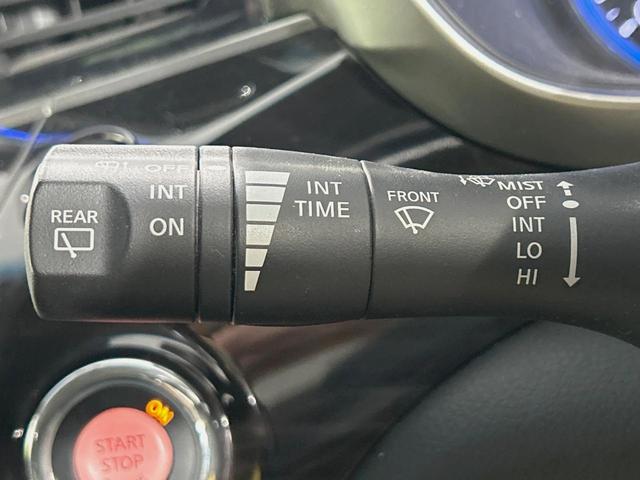 OFF
INT
ON
REAR
INT
TIME
FRONT
MIST
OFF
INT
LO
HI
ON
START
STOP